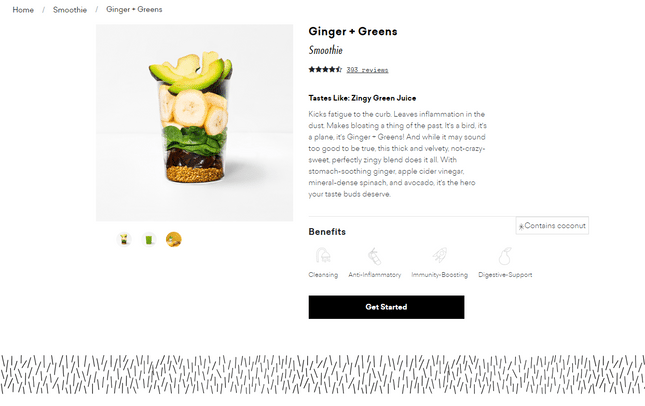 Home / Smoothie / Ginger + Greens
Ginger + Greens
Smoothie
393 reviews
Tastes Like: Zingy Green Juice
Kicks fatigue to the curb. Leaves inflammation in the
dust. Makes bloating a thing of the past. It's a bird, it's
a plane, it's Ginger + Greens! And while it may sound
too good to be true, this thick and velvety, not-crazy-
sweet, perfectly zingy blend does it all. With
stomach-soothing ginger, apple cider vinegar,
mineral-dense spinach, and avocado, it's the hero
your taste buds deserve.
*Contains coconut
Benefits
Cleansing Anti-Inflammatory Immunity-Boosting Digestive-Support
Get Started